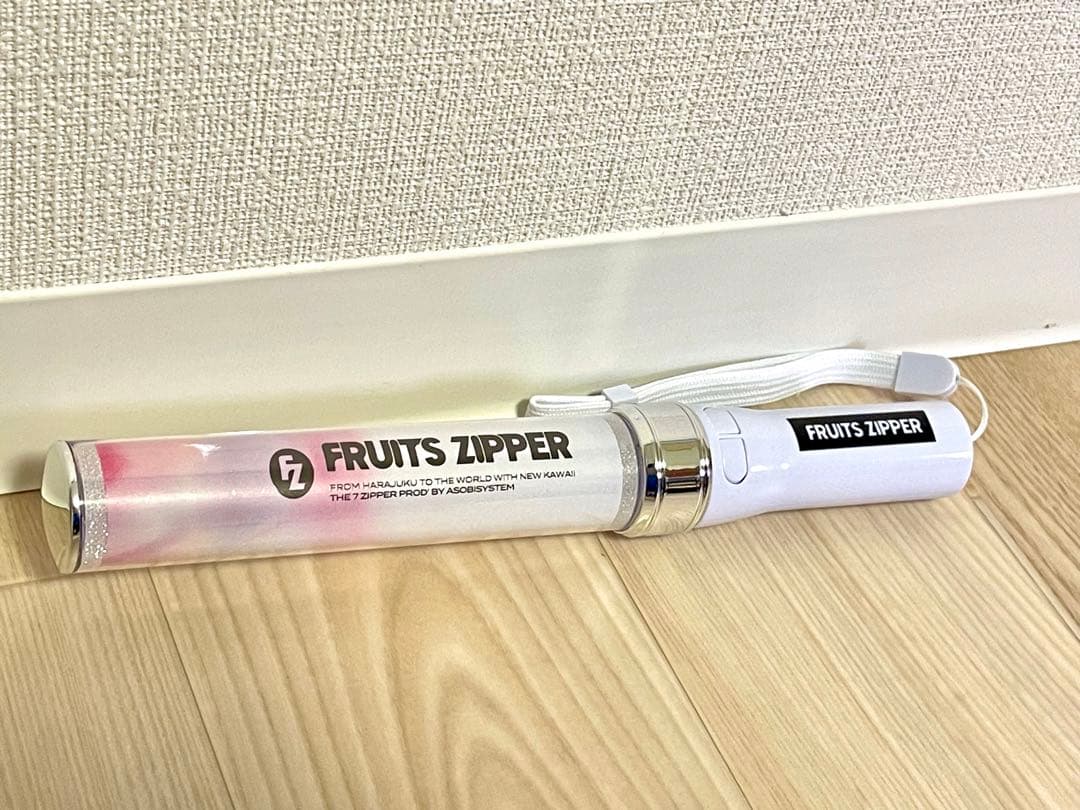 FZ
FRUITS ZIPPER
FROM HARAJUKU TO THE WORLD WITH NEW KAWAII
THE 7 ZIPPER PROD' BY ASOBISYSTEM
FRUITS ZIPPER